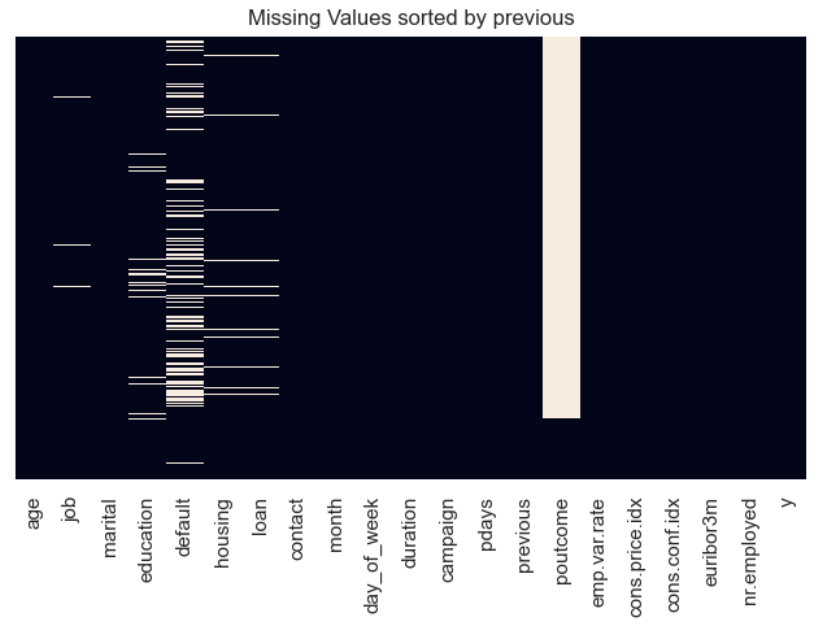 Missing Values sorted by previous
age
job
marital
education
default
housing
loan
contact
month
day_of_week
duration
campaign
pdays
previous
poutcome
emp.var.rate
cons.price.idx
cons.conf.idx
euribor3m
nr.employed
y